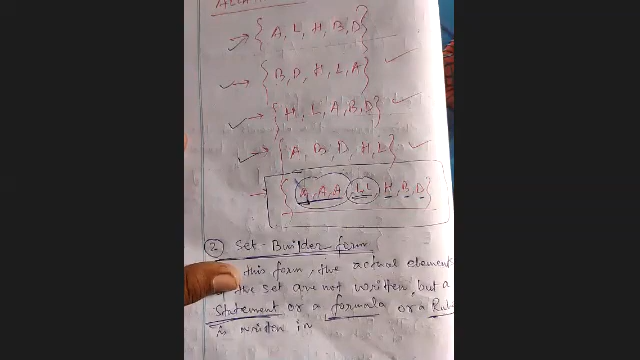 {A, L, H, B, D}
{B, D, H, L, A}
{H, L, A, B, D}
{A, B, D, H, L}
{A, A, A, L L, H, B, D}
② Set-Builder form
this form, the actual element
the set are not written, but a
statement or a formula or a Rul
is written in